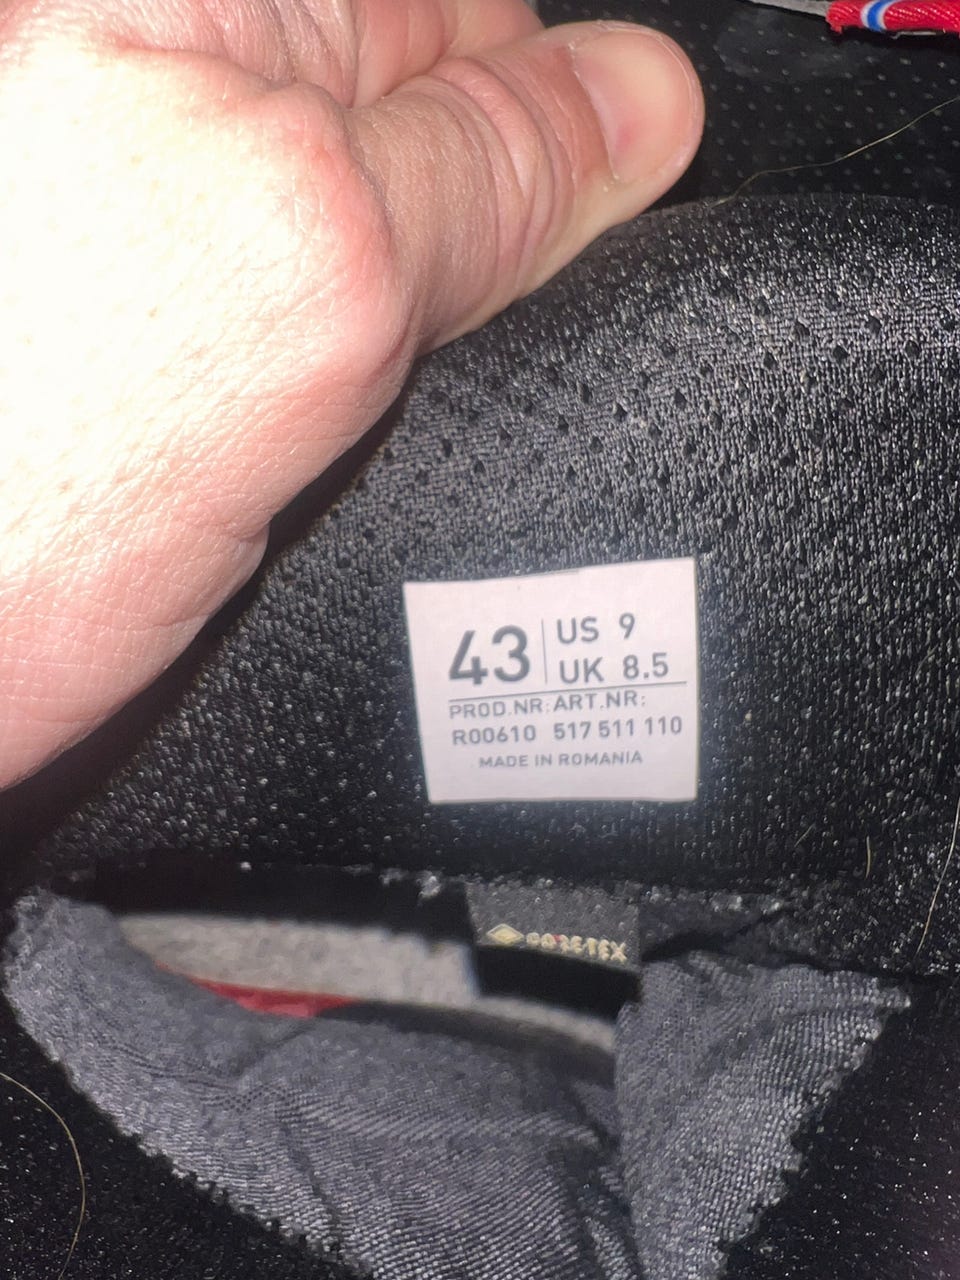 43 US 9
UK 8.5
PROD.NR: ART.NR:
R00610 517 511 110
MADE IN ROMANIA
GORE-TEX